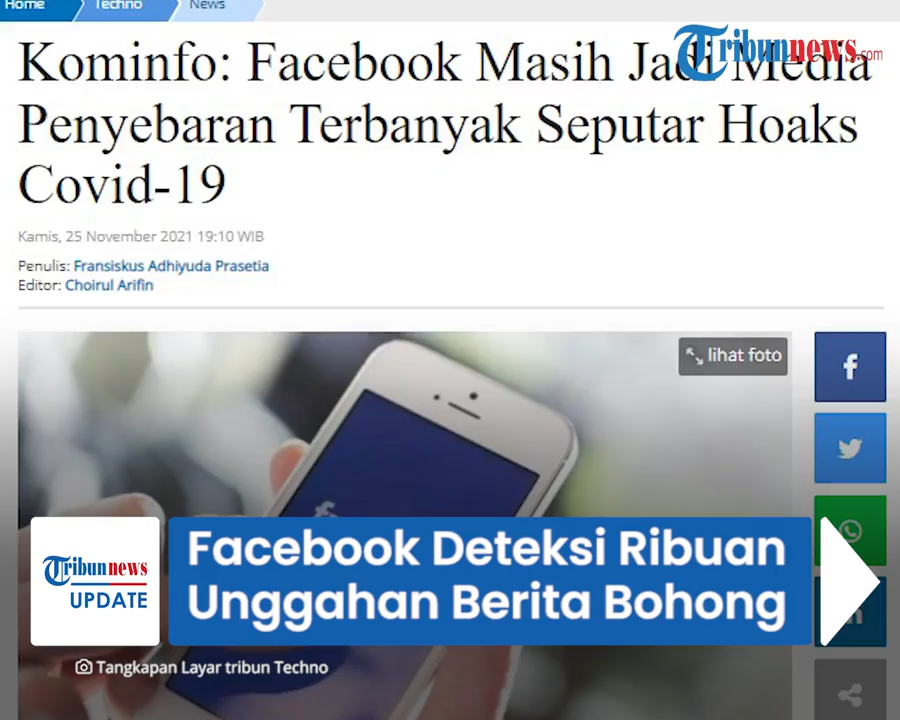 Home Techno News
Tribunnews.com
Kominfo: Facebook Masih Jadi Media
Penyebaran Terbanyak Seputar Hoaks
Covid-19
Kamis, 25 November 2021 19:10 WIB
Penulis: Fransiskus Adhiyuda Prasetia
Editor: Choirul Arifin
lihat foto
Tribunnews
UPDATE
Facebook Deteksi Ribuan
Unggahan Berita Bohong
Tangkapan Layar tribun Techno